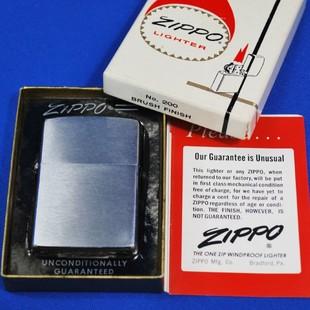 ZIPPO
LIGHTER
No. 200
BRUSH FINISH
ZIPPO
UNCONDITIONALLY
GUARANTEED
Please . . .
Our Guarantee is Unusual
This lighter or any ZIPPO, when
returned to our factory, will be put
in first class mechanical condition
free of charge, for we have yet to
charge a cent for the repair of a
ZIPPO regardless of age or condi-
tion. THE FINISH, HOWEVER, IS
NOT GUARANTEED.
ZIPPO
®
THE ONE ZIP WINDPROOF LIGHTER
ZIPPO Mfg. Co. Bradford, PA.